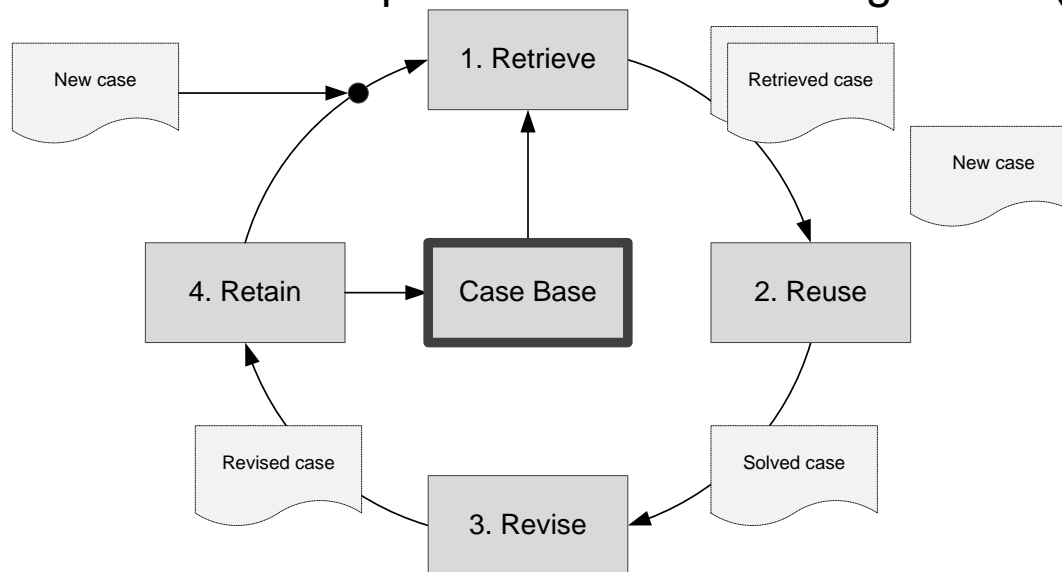 New case
1. Retrieve
Retrieved case
New case
4. Retain
Case Base
2. Reuse
Revised case
Solved case
3. Revise